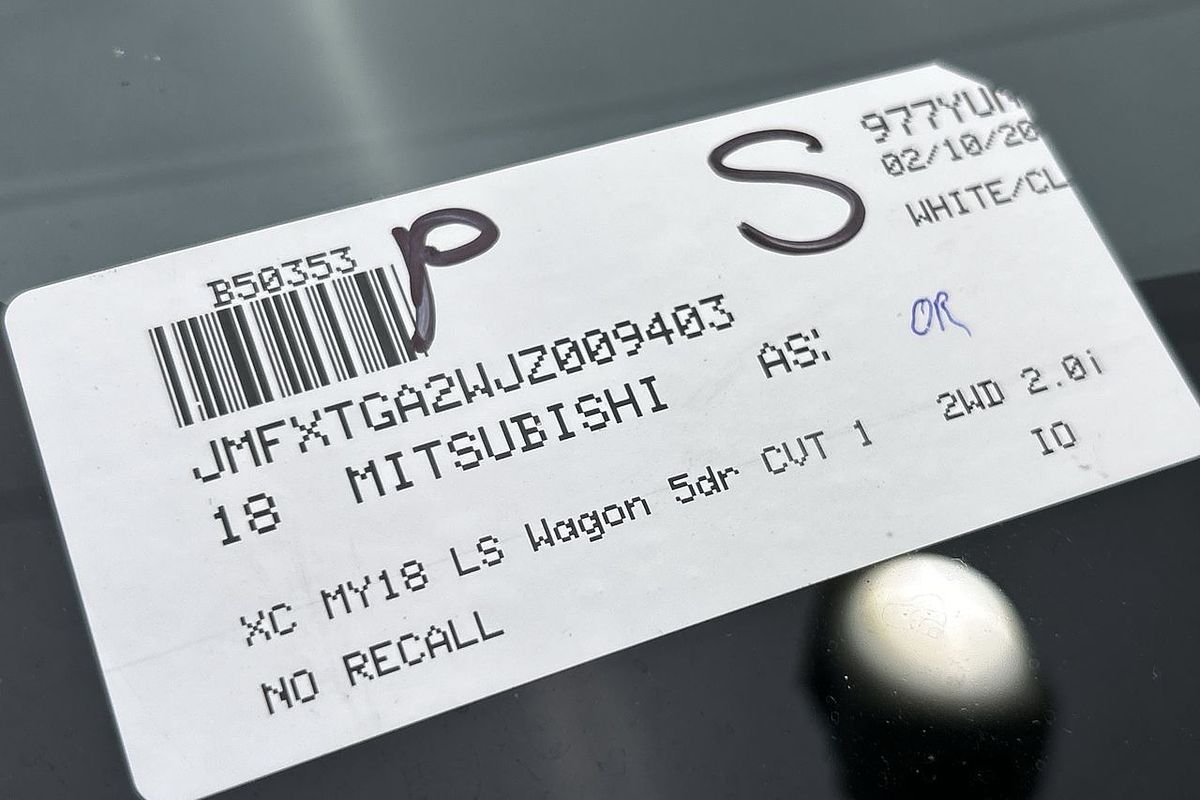 977YUM
02/10/20
WHITE/CL
P S
B50353
JMFXTGA2WJZ009403
18 MITSUBISHI AS:
OR
XC MY18 LS Wagon 5dr CVT 1 2WD 2.0i
IO
NO RECALL